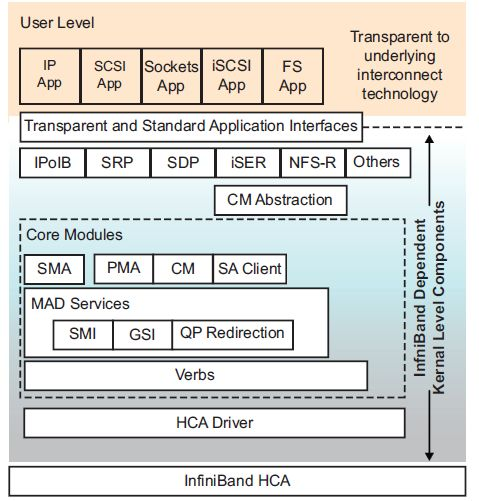 User Level
IP
App
SCSI
App
Sockets
App
iSCSI
App
FS
App
Transparent to
underlying
interconnect
technology
Transparent and Standard Application Interfaces
IPoIB
SRP
SDP
iSER
NFS-R
Others
CM Abstraction
Core Modules
SMA
PMA
CM
SA Client
MAD Services
SMI
GSI
QP Redirection
Verbs
HCA Driver
InfiniBand HCA
InfniBand Dependent
Kernal Level Components